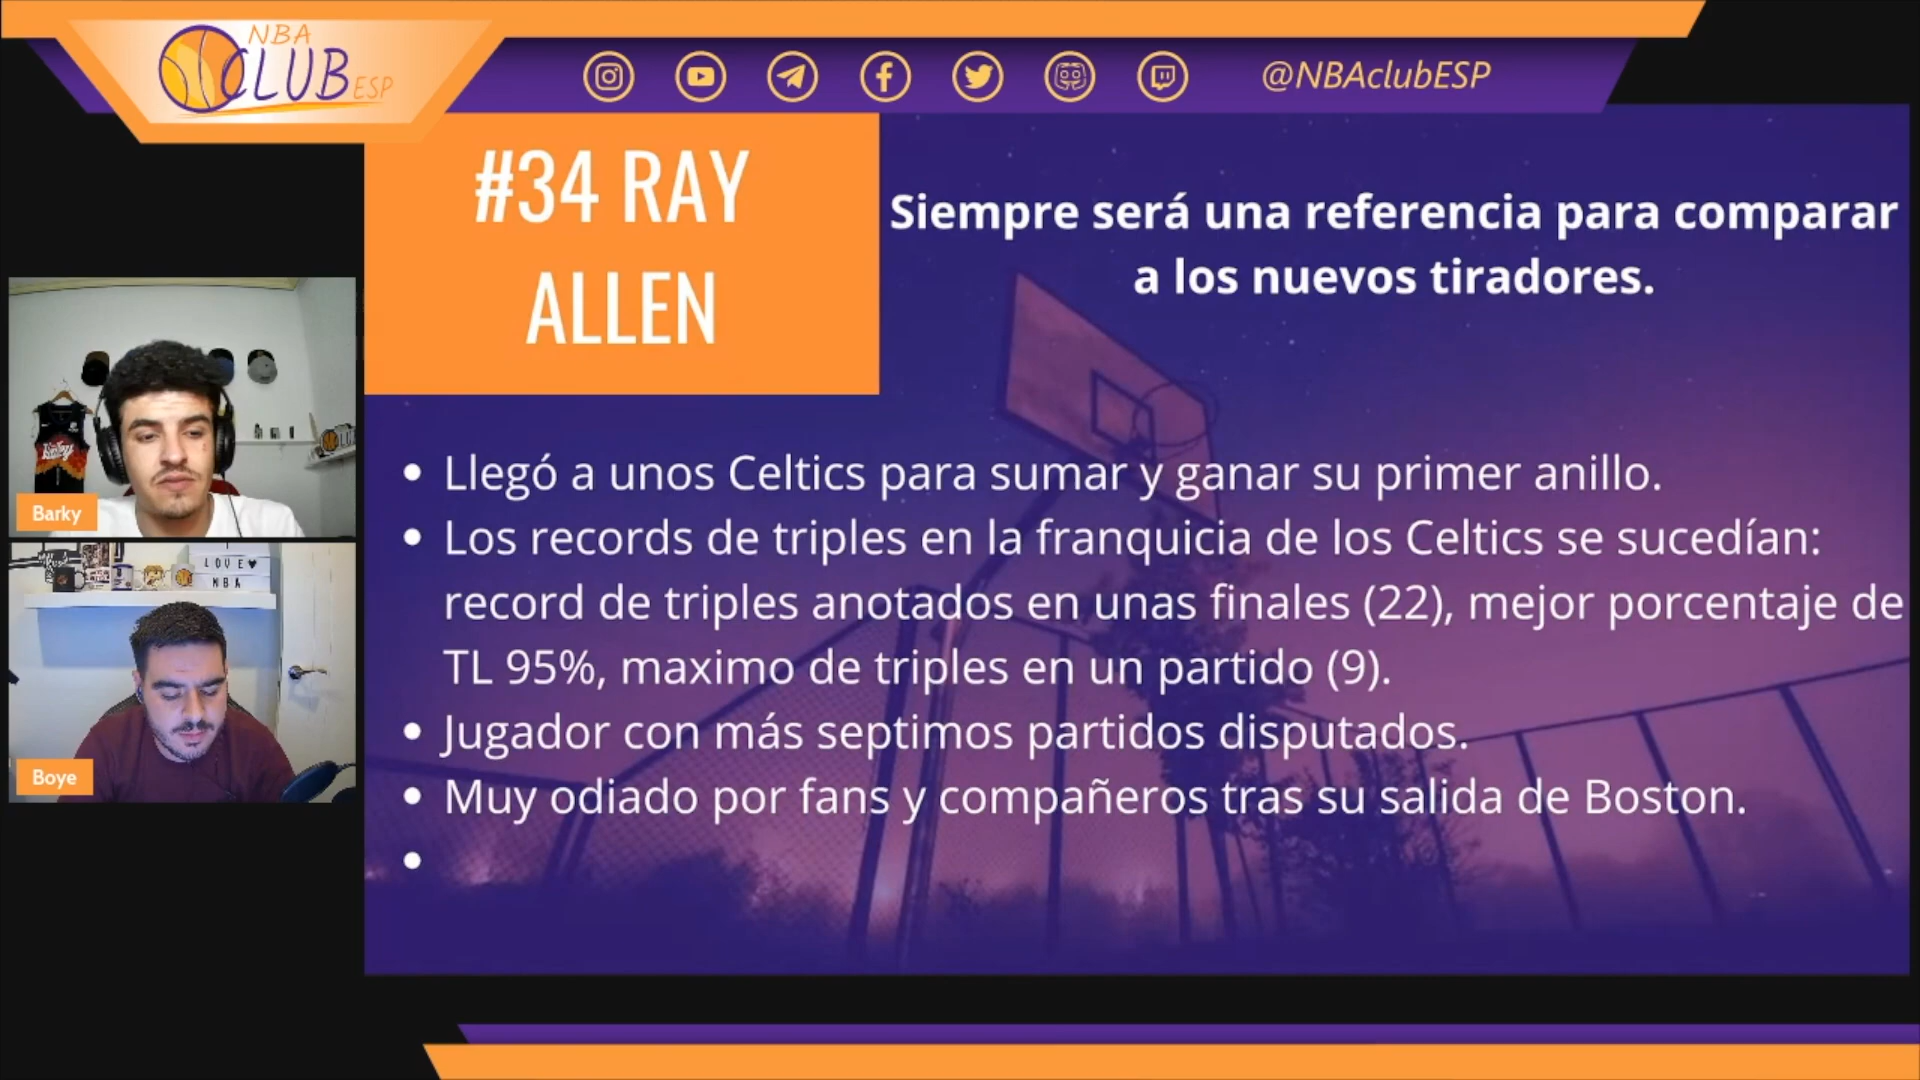 NBA
CLUB ESP
@NBAclubESP
#34 RAY
ALLEN
Siempre será una referencia para comparar
a los nuevos tiradores.
• Llegó a unos Celtics para sumar y ganar su primer anillo.
• Los records de triples en la franquicia de los Celtics se sucedían:
record de triples anotados en unas finales (22), mejor porcentaje de
TL 95%, maximo de triples en un partido (9).
• Jugador con más septimos partidos disputados.
• Muy odiado por fans y compañeros tras su salida de Boston.
•
Barky
LOVE♥
NBA
Boye